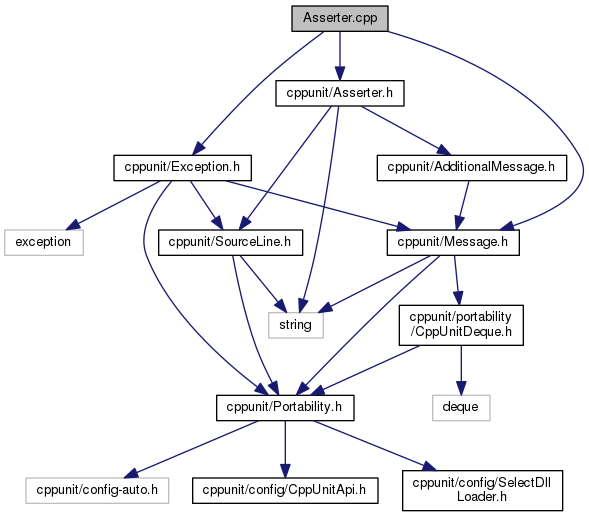 Asserter.cpp
cppunit/Asserter.h
cppunit/Exception.h
cppunit/AdditionalMessage.h
exception
cppunit/SourceLine.h
cppunit/Message.h
string
cppunit/portability
/CppUnitDeque.h
cppunit/Portability.h
deque
cppunit/config-auto.h
cppunit/config/CppUnitApi.h
cppunit/config/SelectDll
Loader.h